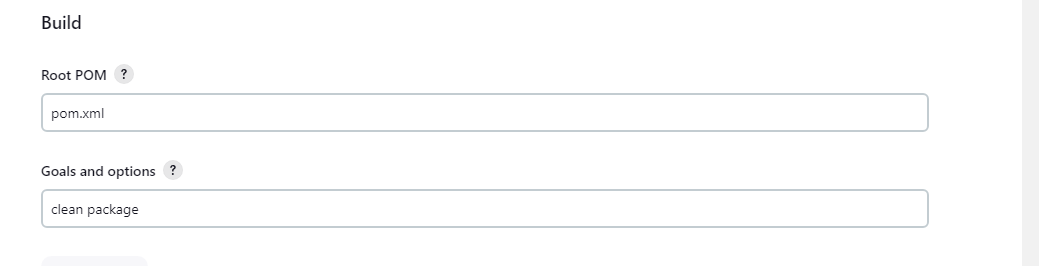 Build
Root POM ?
pom.xml
Goals and options ?
clean package